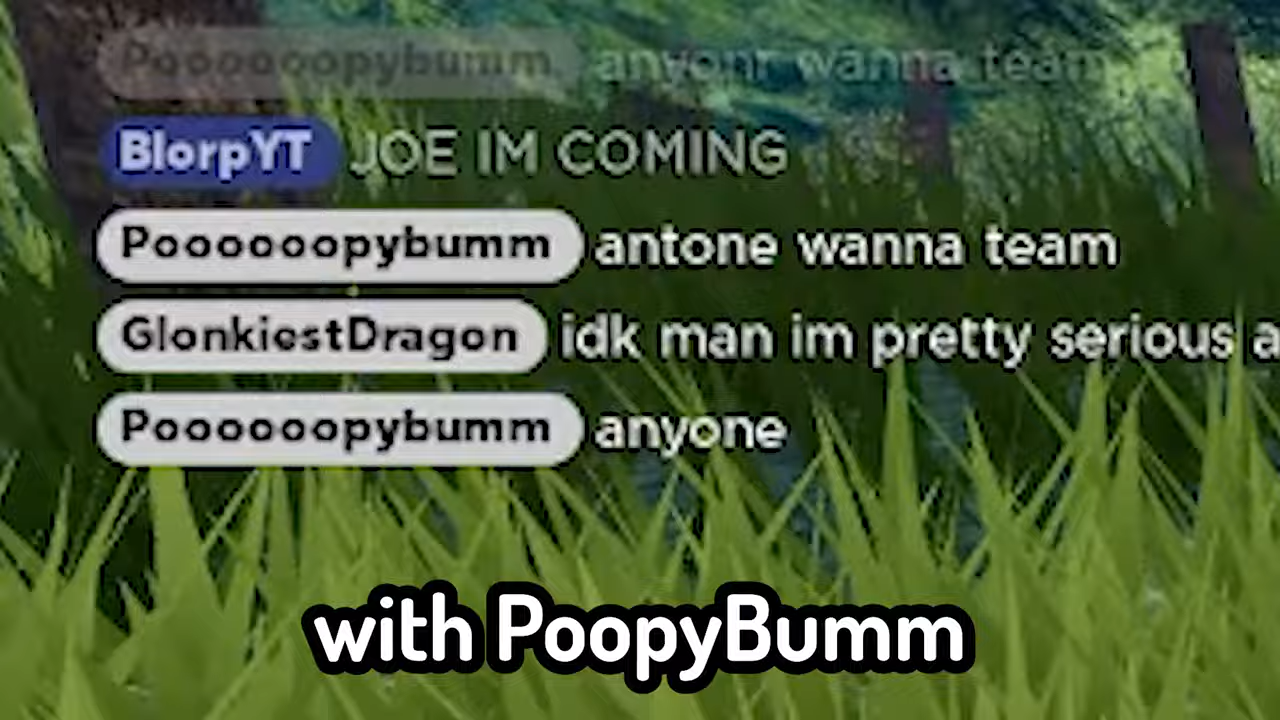 Poooooopybumm anyonr wanna team
BlorpYT JOE IM COMING
Poooooopybumm antone wanna team
GlonkiestDragon idk man im pretty serious a
Poooooopybumm anyone
with PoopyBumm